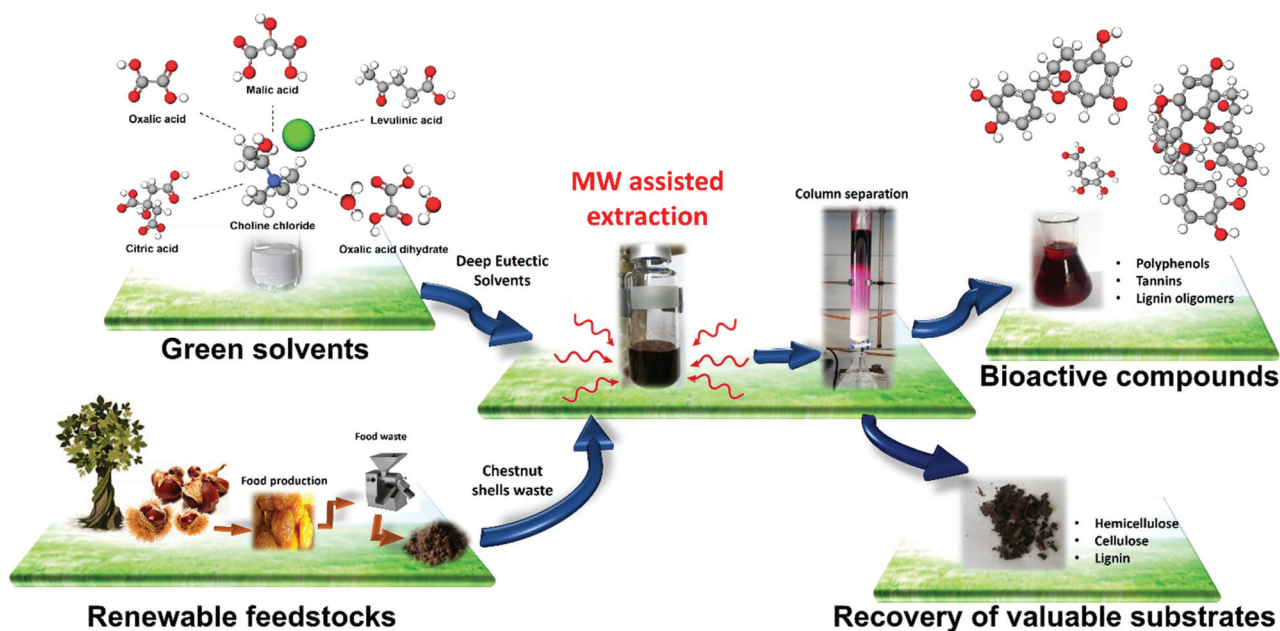 Malic acid
Oxalic acid
Levulinic acid
Citric acid
Choline chloride
Oxalic acid dihydrate
Green solvents
Deep Eutectic
Solvents
MW assisted
extraction
Column separation
• Polyphenols
• Tannins
• Lignin oligomers
Bioactive compounds
Food production
Food waste
Chestnut
shells waste
Renewable feedstocks
• Hemicellulose
• Cellulose
• Lignin
Recovery of valuable substrates